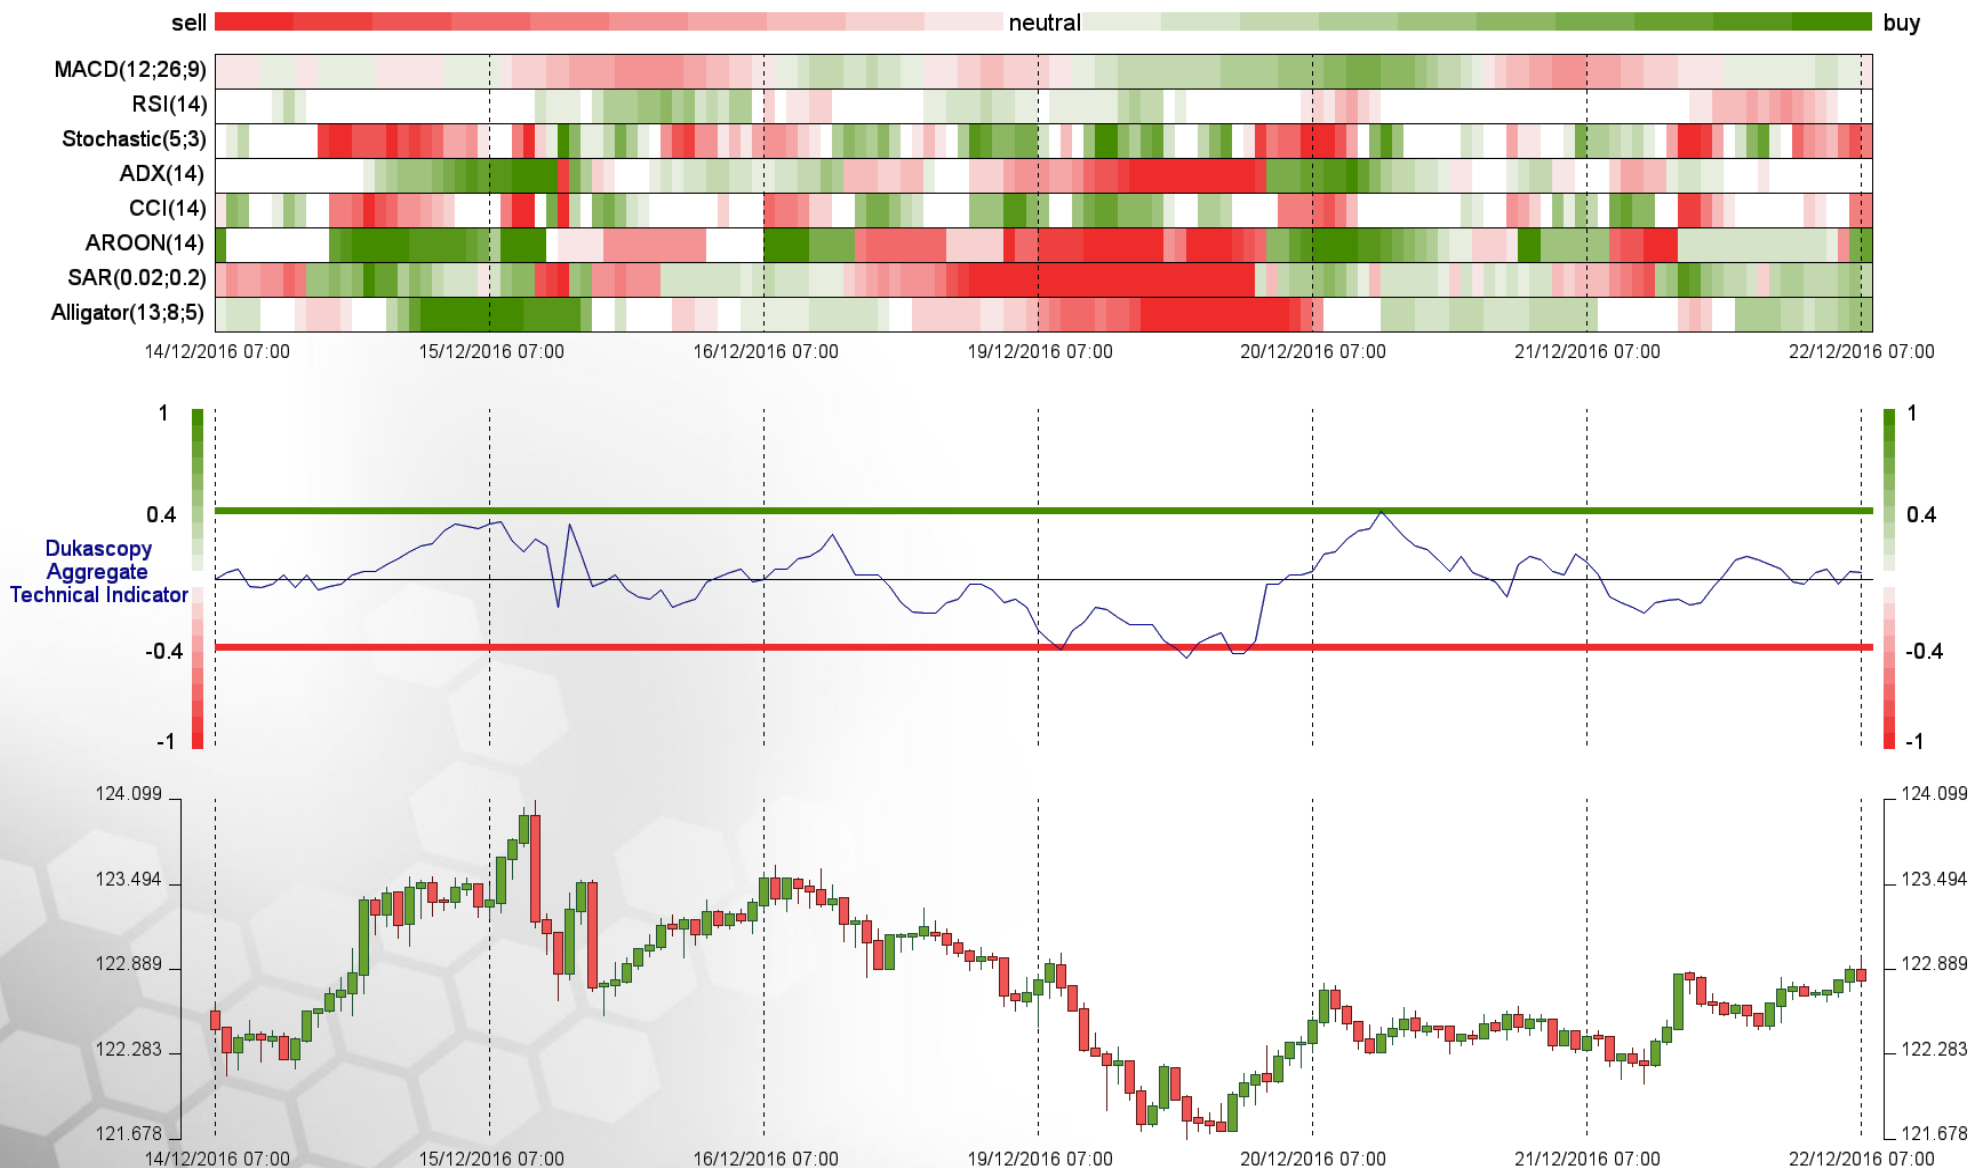 sell neutral buy
MACD(12;26;9)
RSI(14)
Stochastic(5;3)
ADX(14)
CCI(14)
AROON(14)
SAR(0.02;0.2)
Alligator(13;8;5)
14/12/2016 07:00 15/12/2016 07:00 16/12/2016 07:00 19/12/2016 07:00 20/12/2016 07:00 21/12/2016 07:00 22/12/2016 07:00
1 1
0.4 0.4
Dukascopy
Aggregate
Technical Indicator
-0.4 -0.4
-1 -1
124.099 124.099
123.494 123.494
122.889 122.889
122.283 122.283
121.678 121.678
14/12/2016 07:00 15/12/2016 07:00 16/12/2016 07:00 19/12/2016 07:00 20/12/2016 07:00 21/12/2016 07:00 22/12/2016 07:00